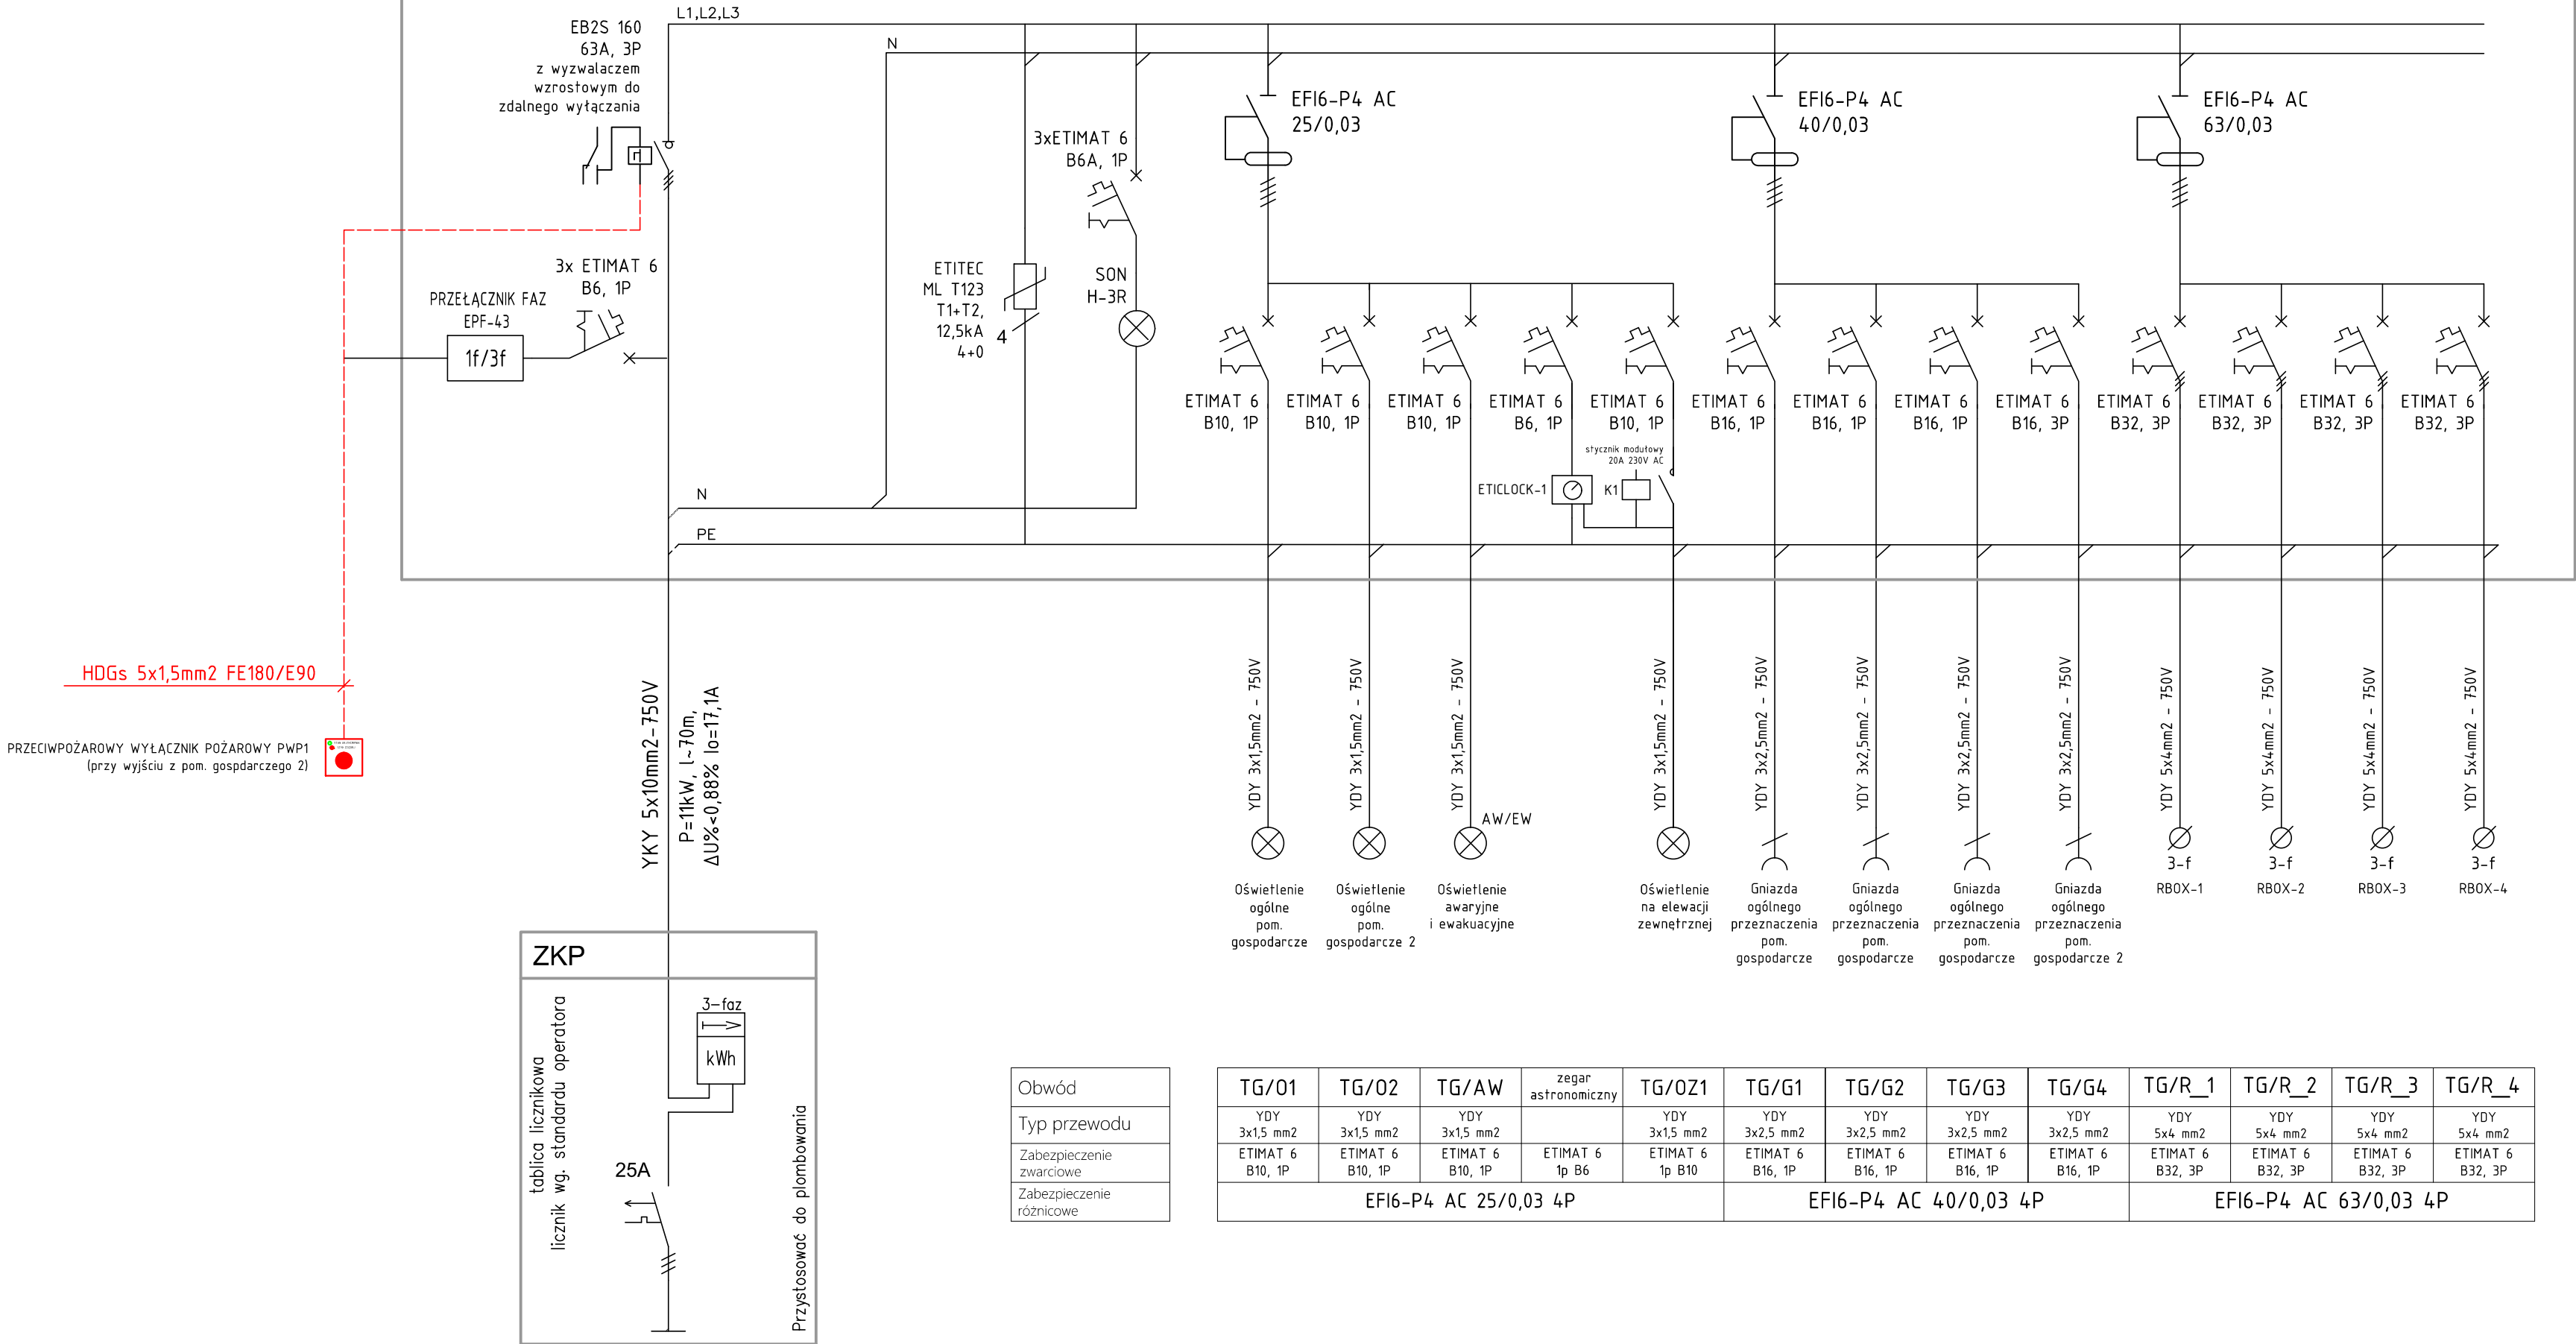 L1,L2,L3
EB2S 160
63A, 3P
z wyzwalaczem
wzrostowym do
zdalnego wyłączania
N
EFI6-P4 AC
25/0,03
EFI6-P4 AC
40/0,03
EFI6-P4 AC
63/0,03
3xETIMAT 6
B6A, 1P
3x ETIMAT 6
B6, 1P
PRZEŁĄCZNIK FAZ
EPF-43
1f/3f
ETITEC
ML T123
T1+T2,
12,5kA
4+0
4
SON
H-3R
ETIMAT 6
B10, 1P
ETIMAT 6
B10, 1P
ETIMAT 6
B10, 1P
ETIMAT 6
B6, 1P
ETIMAT 6
B10, 1P
ETIMAT 6
B16, 1P
ETIMAT 6
B16, 1P
ETIMAT 6
B16, 1P
ETIMAT 6
B16, 3P
ETIMAT 6
B32, 3P
ETIMAT 6
B32, 3P
ETIMAT 6
B32, 3P
ETIMAT 6
B32, 3P
stycznik modułowy
20A 230V AC
ETICLOCK-1
K1
N
PE
HDGs 5x1,5mm2 FE180/E90
PRZECIWPOŻAROWY WYŁĄCZNIK POŻAROWY PWP1
(przy wyjściu z pom. gospdarczego 2)
YKY 5x10mm2-750V
P=11kW, l~70m,
ΔU%<0,88% Io=17,1A
YDY 3x1,5mm2 - 750V
YDY 3x1,5mm2 - 750V
YDY 3x1,5mm2 - 750V
YDY 3x1,5mm2 - 750V
YDY 3x2,5mm2 - 750V
YDY 3x2,5mm2 - 750V
YDY 3x2,5mm2 - 750V
YDY 3x2,5mm2 - 750V
YDY 5x4mm2 - 750V
YDY 5x4mm2 - 750V
YDY 5x4mm2 - 750V
YDY 5x4mm2 - 750V
AW/EW
3-f
3-f
3-f
3-f
Oświetlenie
ogólne
pom.
gospodarcze
Oświetlenie
ogólne
pom.
gospodarcze 2
Oświetlenie
awaryjne
i ewakuacyjne
Oświetlenie
na elewacji
zewnętrznej
Gniazda
ogólnego
przeznaczenia
pom.
gospodarcze
Gniazda
ogólnego
przeznaczenia
pom.
gospodarcze
Gniazda
ogólnego
przeznaczenia
pom.
gospodarcze
Gniazda
ogólnego
przeznaczenia
pom.
gospodarcze 2
RBOX-1
RBOX-2
RBOX-3
RBOX-4
ZKP
tablica licznikowa
licznik wg. standardu operatora
3-faz
kWh
25A
Przystosować do plombowania
Obwód
TG/O1
TG/O2
TG/AW
zegar
astronomiczny
TG/OZ1
TG/G1
TG/G2
TG/G3
TG/G4
TG/R_1
TG/R_2
TG/R_3
TG/R_4
Typ przewodu
YDY
3x1,5 mm2
YDY
3x1,5 mm2
YDY
3x1,5 mm2
YDY
3x1,5 mm2
YDY
3x2,5 mm2
YDY
3x2,5 mm2
YDY
3x2,5 mm2
YDY
3x2,5 mm2
YDY
5x4 mm2
YDY
5x4 mm2
YDY
5x4 mm2
YDY
5x4 mm2
Zabezpieczenie
zwarciowe
ETIMAT 6
B10, 1P
ETIMAT 6
B10, 1P
ETIMAT 6
B10, 1P
ETIMAT 6
1p B6
ETIMAT 6
1p B10
ETIMAT 6
B16, 1P
ETIMAT 6
B16, 1P
ETIMAT 6
B16, 1P
ETIMAT 6
B16, 1P
ETIMAT 6
B32, 3P
ETIMAT 6
B32, 3P
ETIMAT 6
B32, 3P
ETIMAT 6
B32, 3P
Zabezpieczenie
różnicowe
EFI6-P4 AC 25/0,03 4P
EFI6-P4 AC 40/0,03 4P
EFI6-P4 AC 63/0,03 4P